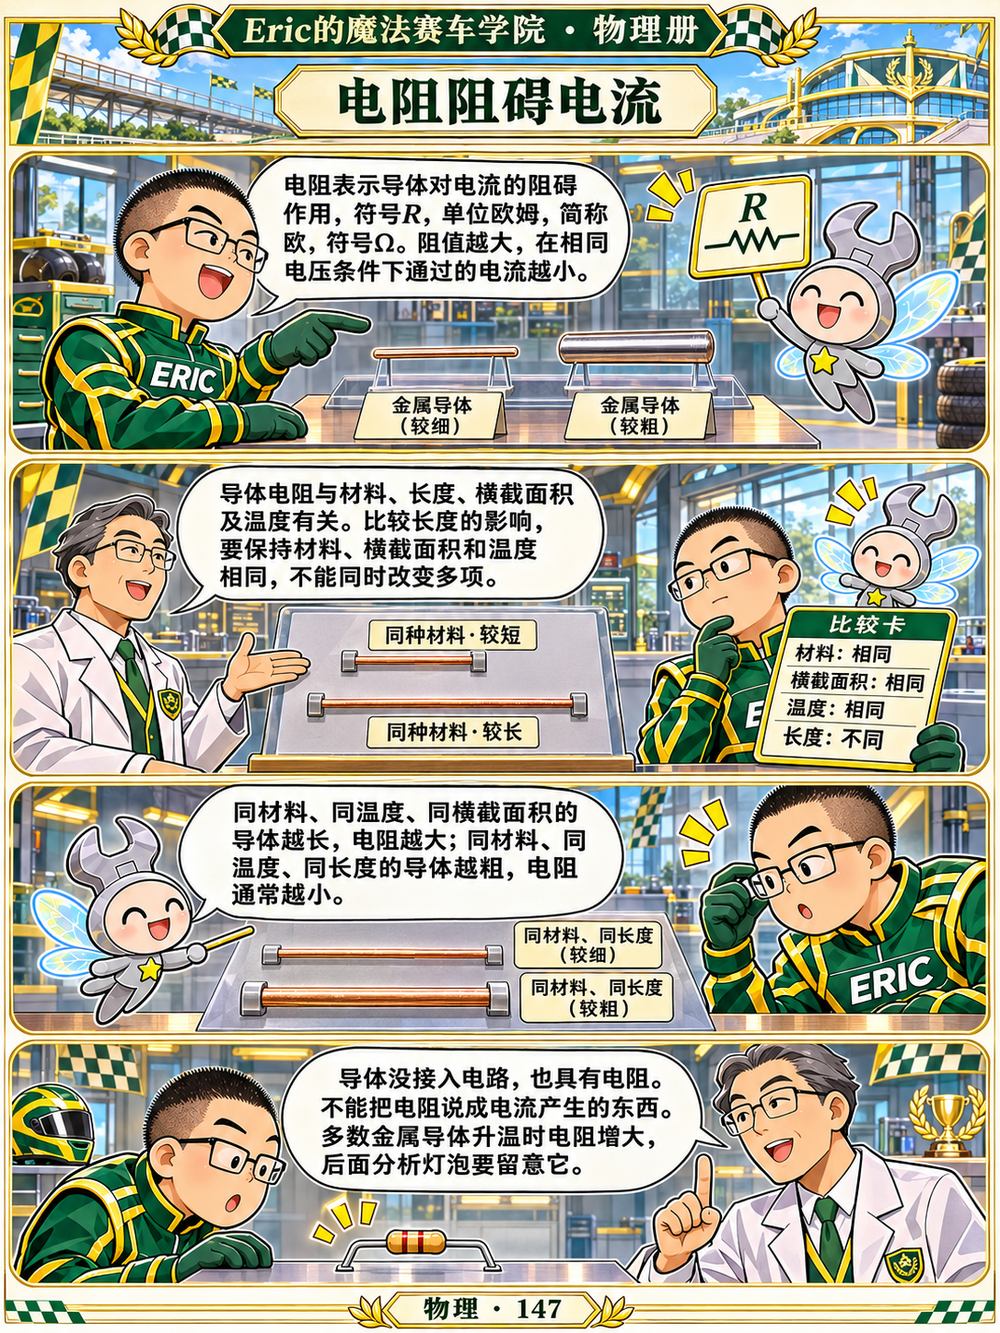 Eric的魔法赛车学院 · 物理册
电阻阻碍电流
电阻表示导体对电流的阻碍
作用，符号R，单位欧姆，简称
欧，符号Ω。阻值越大，在相同
电压条件下通过的电流越小。
R
ERIC
金属导体
（较细）
金属导体
（较粗）
导体电阻与材料、长度、横截面积
及温度有关。比较长度的影响，
要保持材料、横截面积和温度
相同，不能同时改变多项。
同种材料·较短
同种材料·较长
E
比较卡
材料：相同
横截面积：相同
温度：相同
长度：不同
同材料、同温度、同横截面积的
导体越长，电阻越大；同材料、同
温度、同长度的导体越粗，电阻
通常越小。
同材料、同长度
（较细）
同材料、同长度
（较粗）
ERIC
导体没接入电路，也具有电阻。
不能把电阻说成电流产生的东西。
多数金属导体升温时电阻增大，
后面分析灯泡要留意它。
物理 · 147